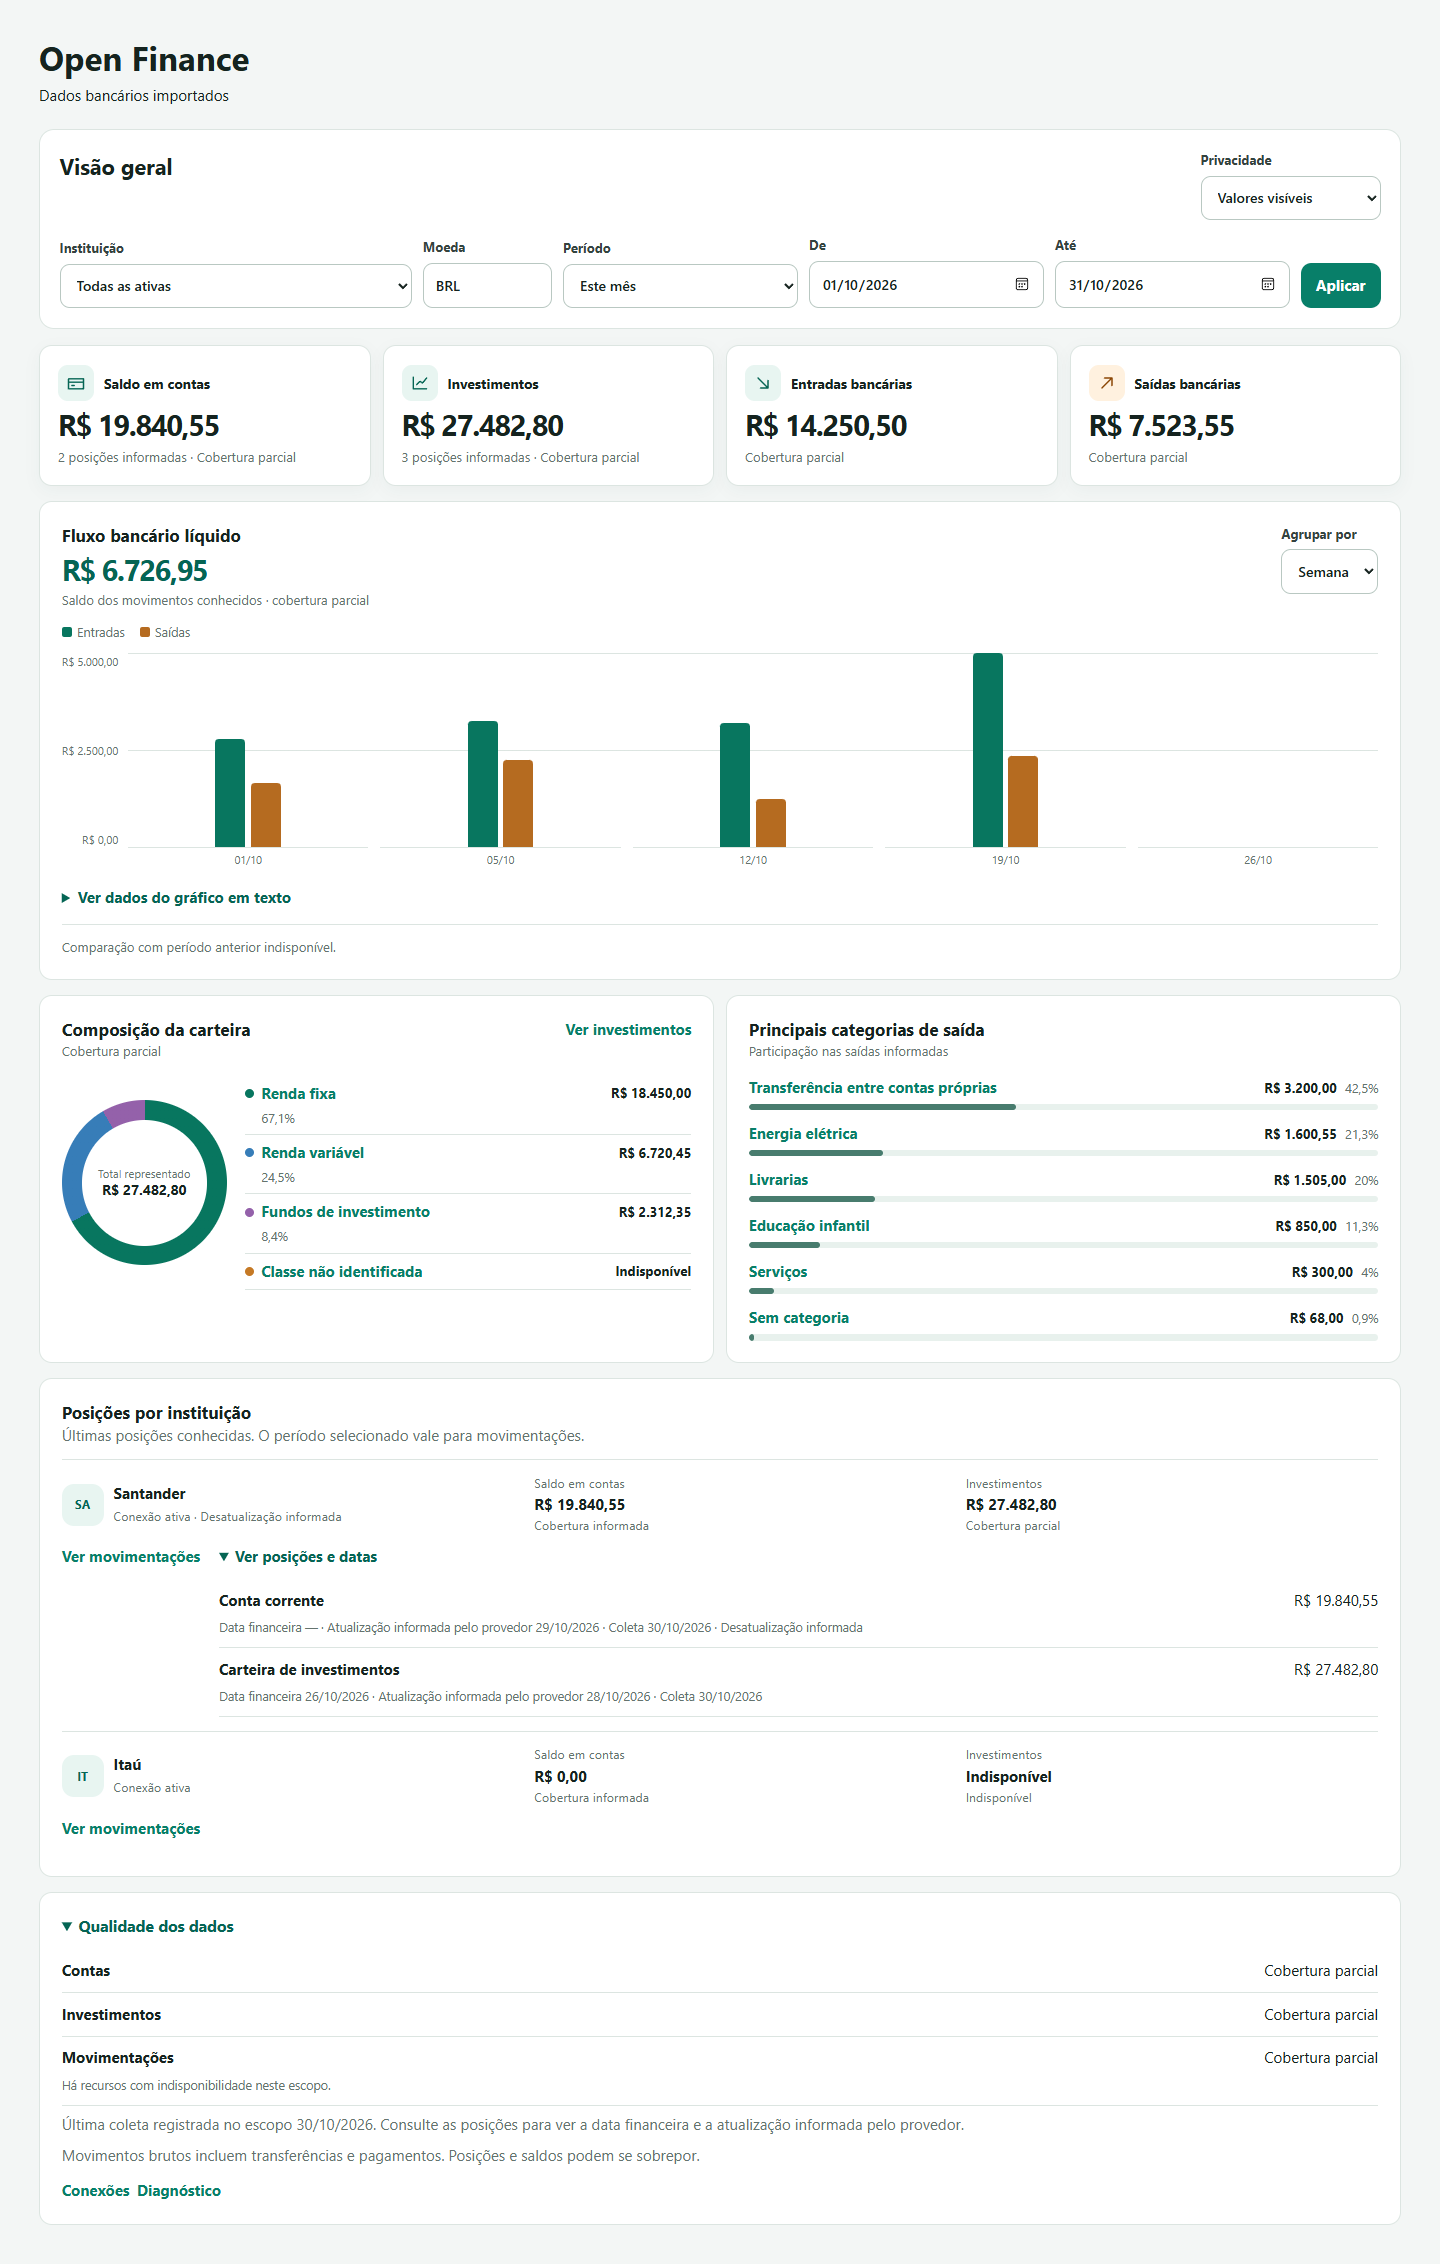 Open Finance
Dados bancários importados
Visão geral
Privacidade
Valores visíveis
Instituição
Moeda
Período
De
Até
Todas as ativas
BRL
Este mês
01/10/2026
31/10/2026
Aplicar
Saldo em contas
R$ 19.840,55
2 posições informadas · Cobertura parcial
Investimentos
R$ 27.482,80
3 posições informadas · Cobertura parcial
Entradas bancárias
R$ 14.250,50
Cobertura parcial
Saídas bancárias
R$ 7.523,55
Cobertura parcial
Fluxo bancário líquido
R$ 6.726,95
Saldo dos movimentos conhecidos · cobertura parcial
Agrupar por
Semana
Entradas
Saídas
R$ 5.000,00
R$ 2.500,00
R$ 0,00
01/10
05/10
12/10
19/10
26/10
Ver dados do gráfico em texto
Comparação com período anterior indisponível.
Composição da carteira
Ver investimentos
Cobertura parcial
Total representado
R$ 27.482,80
Renda fixa R$ 18.450,00
67,1%
Renda variável R$ 6.720,45
24,5%
Fundos de investimento R$ 2.312,35
8,4%
Classe não identificada Indisponível
Principais categorias de saída
Participação nas saídas informadas
Transferência entre contas próprias R$ 3.200,00 42,5%
Energia elétrica R$ 1.600,55 21,3%
Livrarias R$ 1.505,00 20%
Educação infantil R$ 850,00 11,3%
Serviços R$ 300,00 4%
Sem categoria R$ 68,00 0,9%
Posições por instituição
Últimas posições conhecidas. O período selecionado vale para movimentações.
SA
Santander
Conexão ativa · Desatualização informada
Saldo em contas
R$ 19.840,55
Cobertura informada
Investimentos
R$ 27.482,80
Cobertura parcial
Ver movimentações
Ver posições e datas
Conta corrente R$ 19.840,55
Data financeira — · Atualização informada pelo provedor 29/10/2026 · Coleta 30/10/2026 · Desatualização informada
Carteira de investimentos R$ 27.482,80
Data financeira 26/10/2026 · Atualização informada pelo provedor 28/10/2026 · Coleta 30/10/2026
IT
Itaú
Conexão ativa
Saldo em contas
R$ 0,00
Cobertura informada
Investimentos
Indisponível
Indisponível
Ver movimentações
Qualidade dos dados
Contas Cobertura parcial
Investimentos Cobertura parcial
Movimentações Cobertura parcial
Há recursos com indisponibilidade neste escopo.
Última coleta registrada no escopo 30/10/2026. Consulte as posições para ver a data financeira e a atualização informada pelo provedor.
Movimentos brutos incluem transferências e pagamentos. Posições e saldos podem se sobrepor.
Conexões Diagnóstico